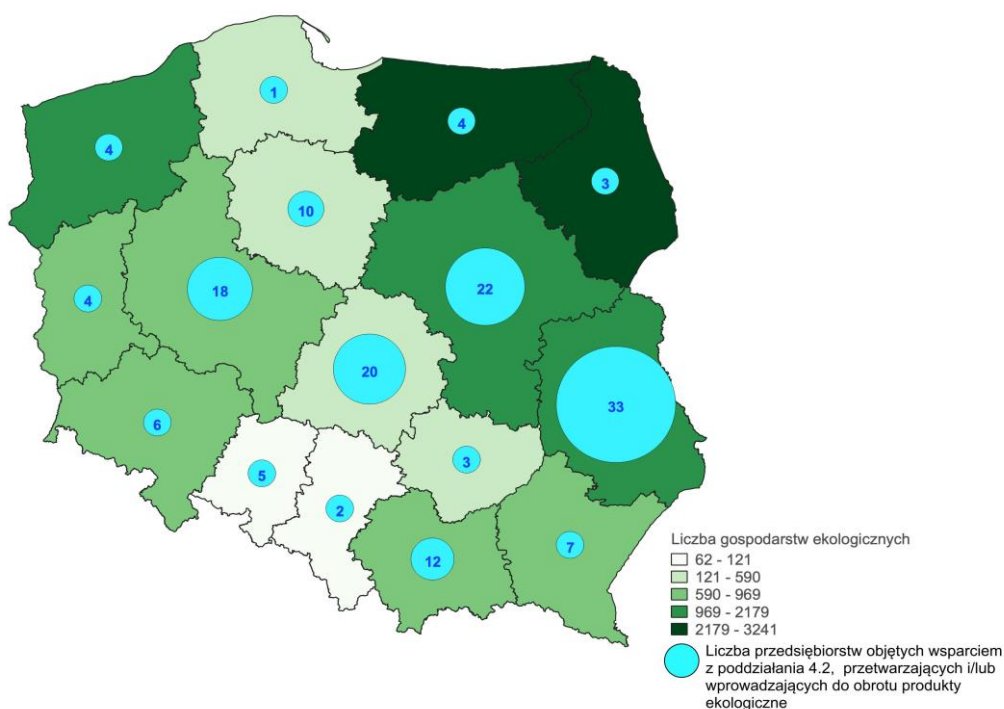 1
4
4
3
10
18
22
4
20
33
6
3
5
2
12
7
Liczba gospodarstw ekologicznych
62 - 121
121 - 590
590 - 969
969 - 2179
2179 - 3241
Liczba przedsiębiorstw objętych wsparciem
z poddziałania 4.2, przetwarzających i/lub
wprowadzających do obrotu produkty
ekologiczne